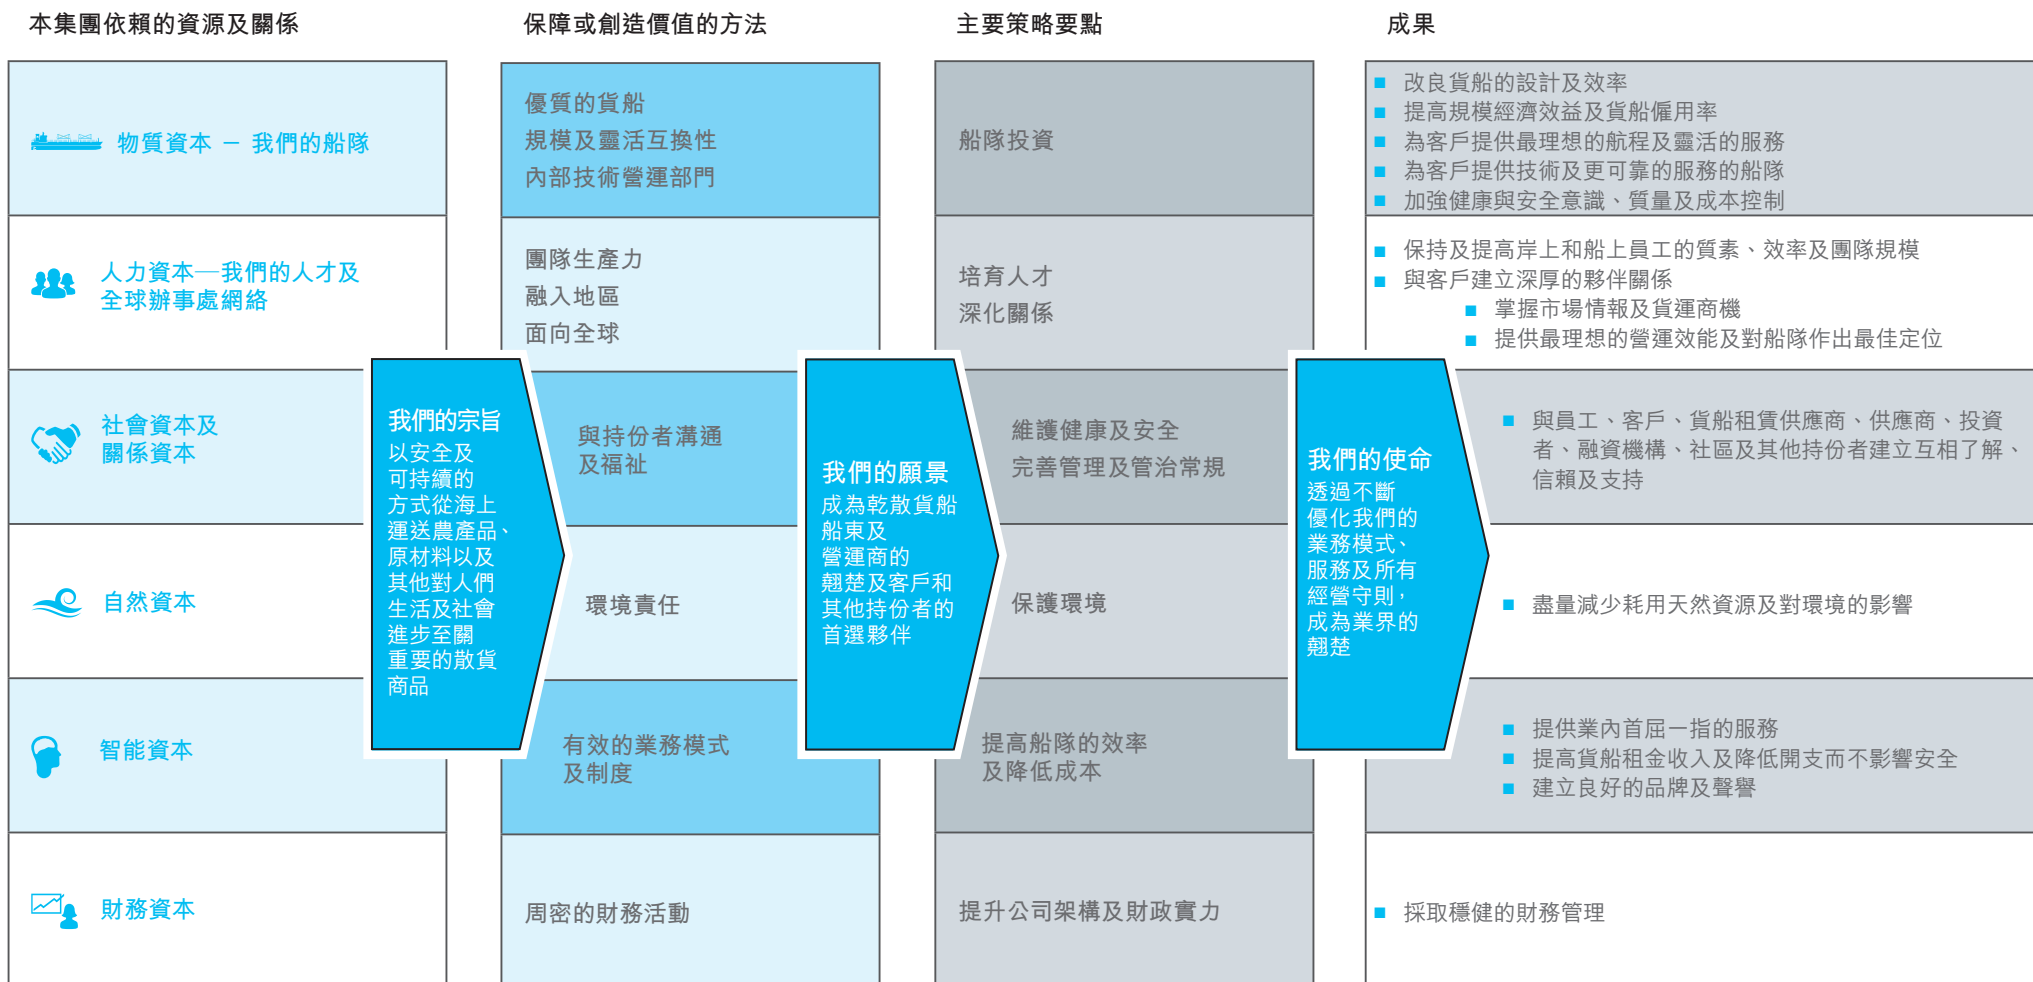 本集團依賴的資源及關係
保障或創造價值的方法
主要策略要點
成果
物質資本 － 我們的船隊
優質的貨船
規模及靈活互換性
內部技術營運部門
船隊投資
■ 改良貨船的設計及效率
■ 提高規模經濟效益及貨船僱用率
■ 為客戶提供最理想的航程及靈活的服務
■ 為客戶提供技術及更可靠的服務的船隊
■ 加強健康與安全意識、質量及成本控制
人力資本─我們的人才及
全球辦事處網絡
團隊生產力
融入地區
面向全球
培育人才
深化關係
■ 保持及提高岸上和船上員工的質素、效率及團隊規模
■ 與客戶建立深厚的夥伴關係
■ 掌握市場情報及貨運商機
■ 提供最理想的營運效能及對船隊作出最佳定位
社會資本及
關係資本
與持份者溝通
及福祉
維護健康及安全
完善管理及管治常規
■ 與員工、客戶、貨船租賃供應商、供應商、投資
者、融資機構、社區及其他持份者建立互相了解、
信賴及支持
自然資本
環境責任
保護環境
■ 盡量減少耗用天然資源及對環境的影響
智能資本
有效的業務模式
及制度
提高船隊的效率
及降低成本
■ 提供業內首屈一指的服務
■ 提高貨船租金收入及降低開支而不影響安全
■ 建立良好的品牌及聲譽
財務資本
周密的財務活動
提升公司架構及財政實力
■ 採取穩健的財務管理
我們的宗旨
以安全及
可持續的
方式從海上
運送農產品、
原材料以及
其他對人們
生活及社會
進步至關
重要的散貨
商品
我們的願景
成為乾散貨船
船東及
營運商的
翹楚及客戶和
其他持份者的
首選夥伴
我們的使命
透過不斷
優化我們的
業務模式、
服務及所有
經營守則，
成為業界的
翹楚